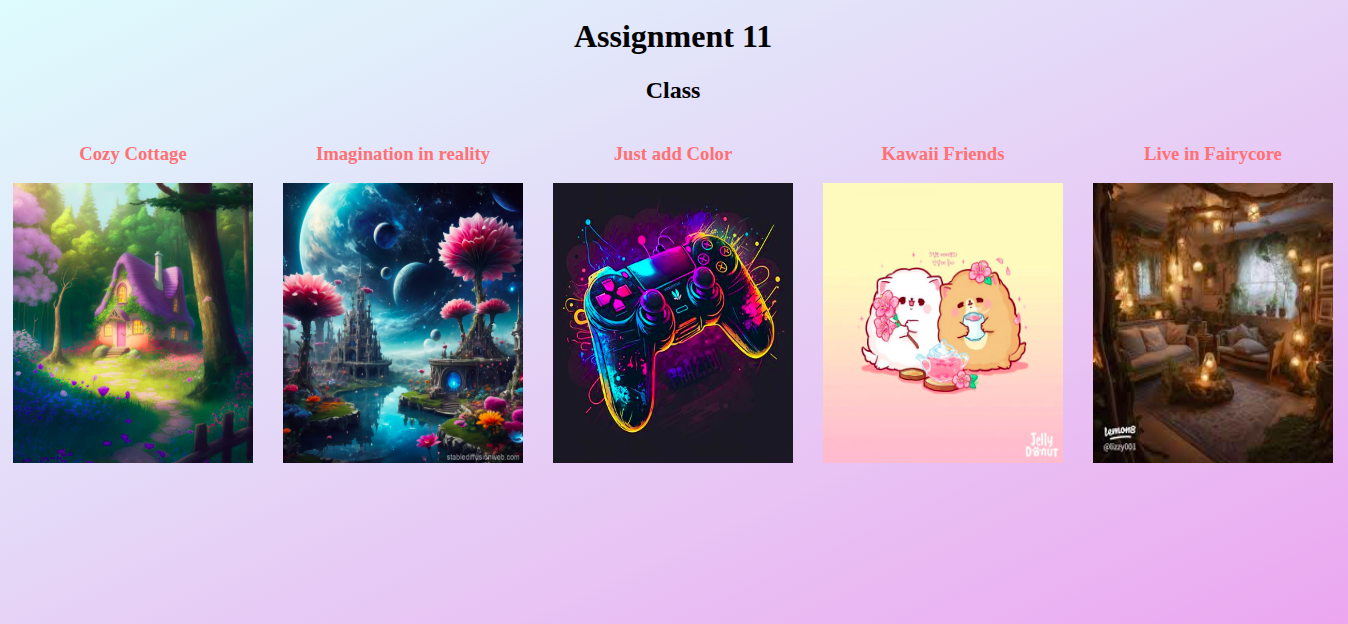 Assignment 11
Class
Cozy Cottage
Imagination in reality
Just add Color
Kawaii Friends
Live in Fairycore
stablediffusionweb.com
Jelly
Donut
Lemon8
@lizzy001